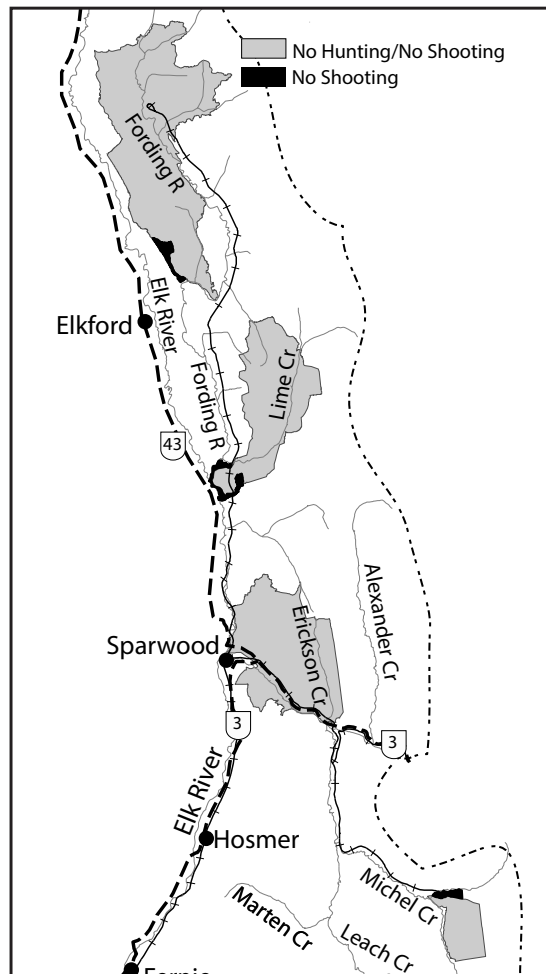 No Hunting/No Shooting
No Shooting
Fording R
Elk River
Elkford
Fording R
Lime Cr
43
Alexander Cr
Erickson Cr
Sparwood
3
3
Elk River
Hosmer
Michel Cr
Marten Cr
Leach Cr